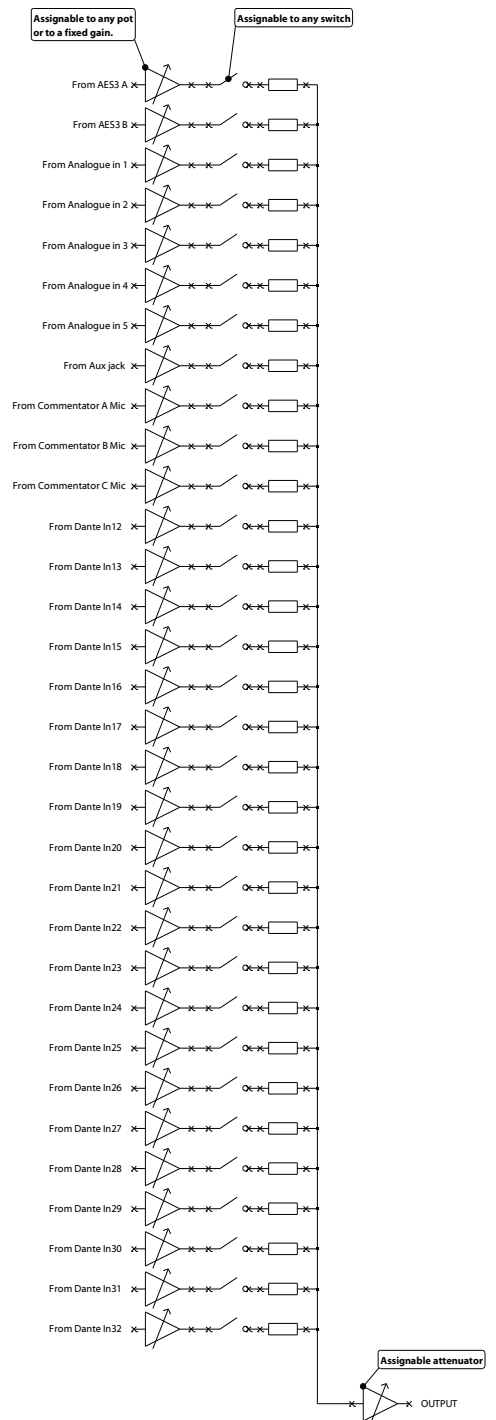 Assignable to any pot
or to a fixed gain.
Assignable to any switch
From AES3 A
From AES3 B
From Analogue in 1
From Analogue in 2
From Analogue in 3
From Analogue in 4
From Analogue in 5
From Aux jack
From Commentator A Mic
From Commentator B Mic
From Commentator C Mic
From Dante In12
From Dante In13
From Dante In14
From Dante In15
From Dante In16
From Dante In17
From Dante In18
From Dante In19
From Dante In20
From Dante In21
From Dante In22
From Dante In23
From Dante In24
From Dante In25
From Dante In26
From Dante In27
From Dante In28
From Dante In29
From Dante In30
From Dante In31
From Dante In32
Assignable attenuator
OUTPUT